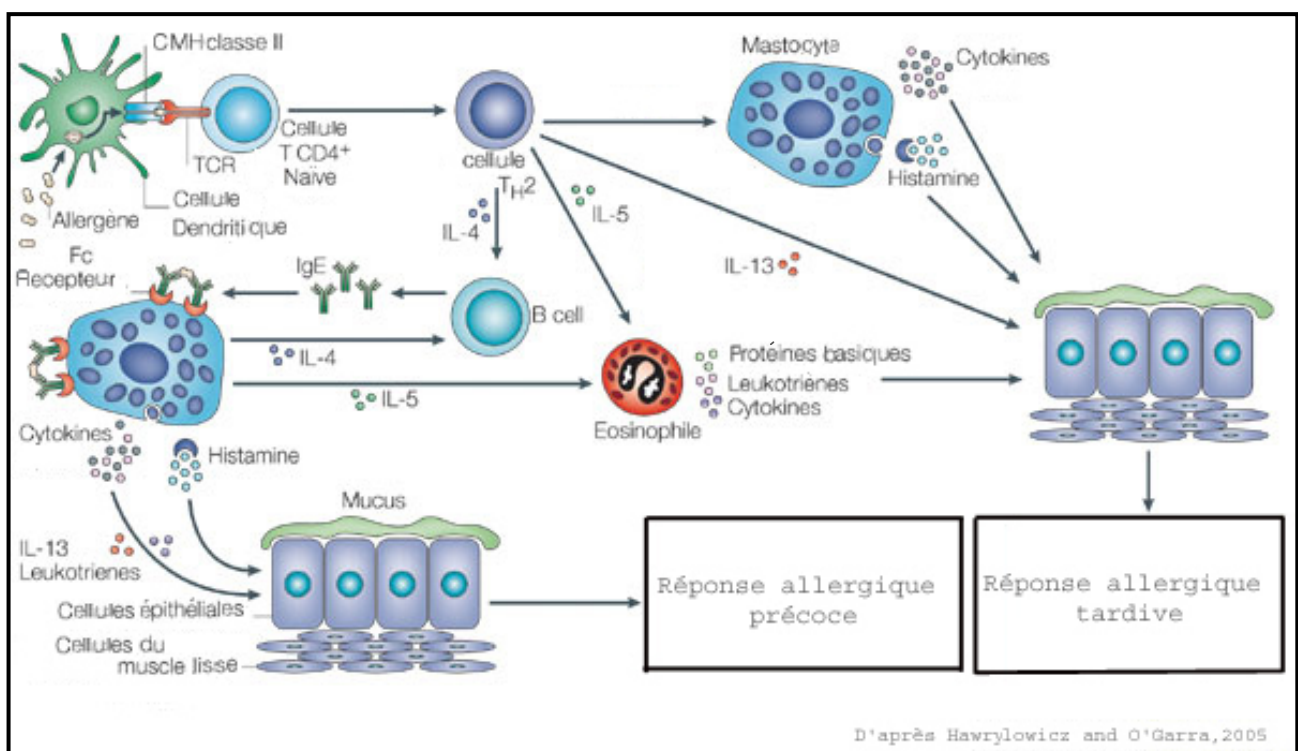 CMH classe II
TCR
Cellule
T CD4+
Naïve
Allergène
Cellule
Dendritique
cellule
TH2
Mastocyte
Cytokines
Histamine
IL-4
IL-5
IL-13
Fc
Recepteur
IgE
B cell
IL-4
IL-5
Eosinophile
Protéines basiques
Leukotriènes
Cytokines
Cytokines
Histamine
IL-13
Leukotrienes
Mucus
Cellules épithéliales
Cellules du
muscle lisse
Réponse allergique
précoce
Réponse allergique
tardive
D'après Hawrylowicz and O'Garra,2005